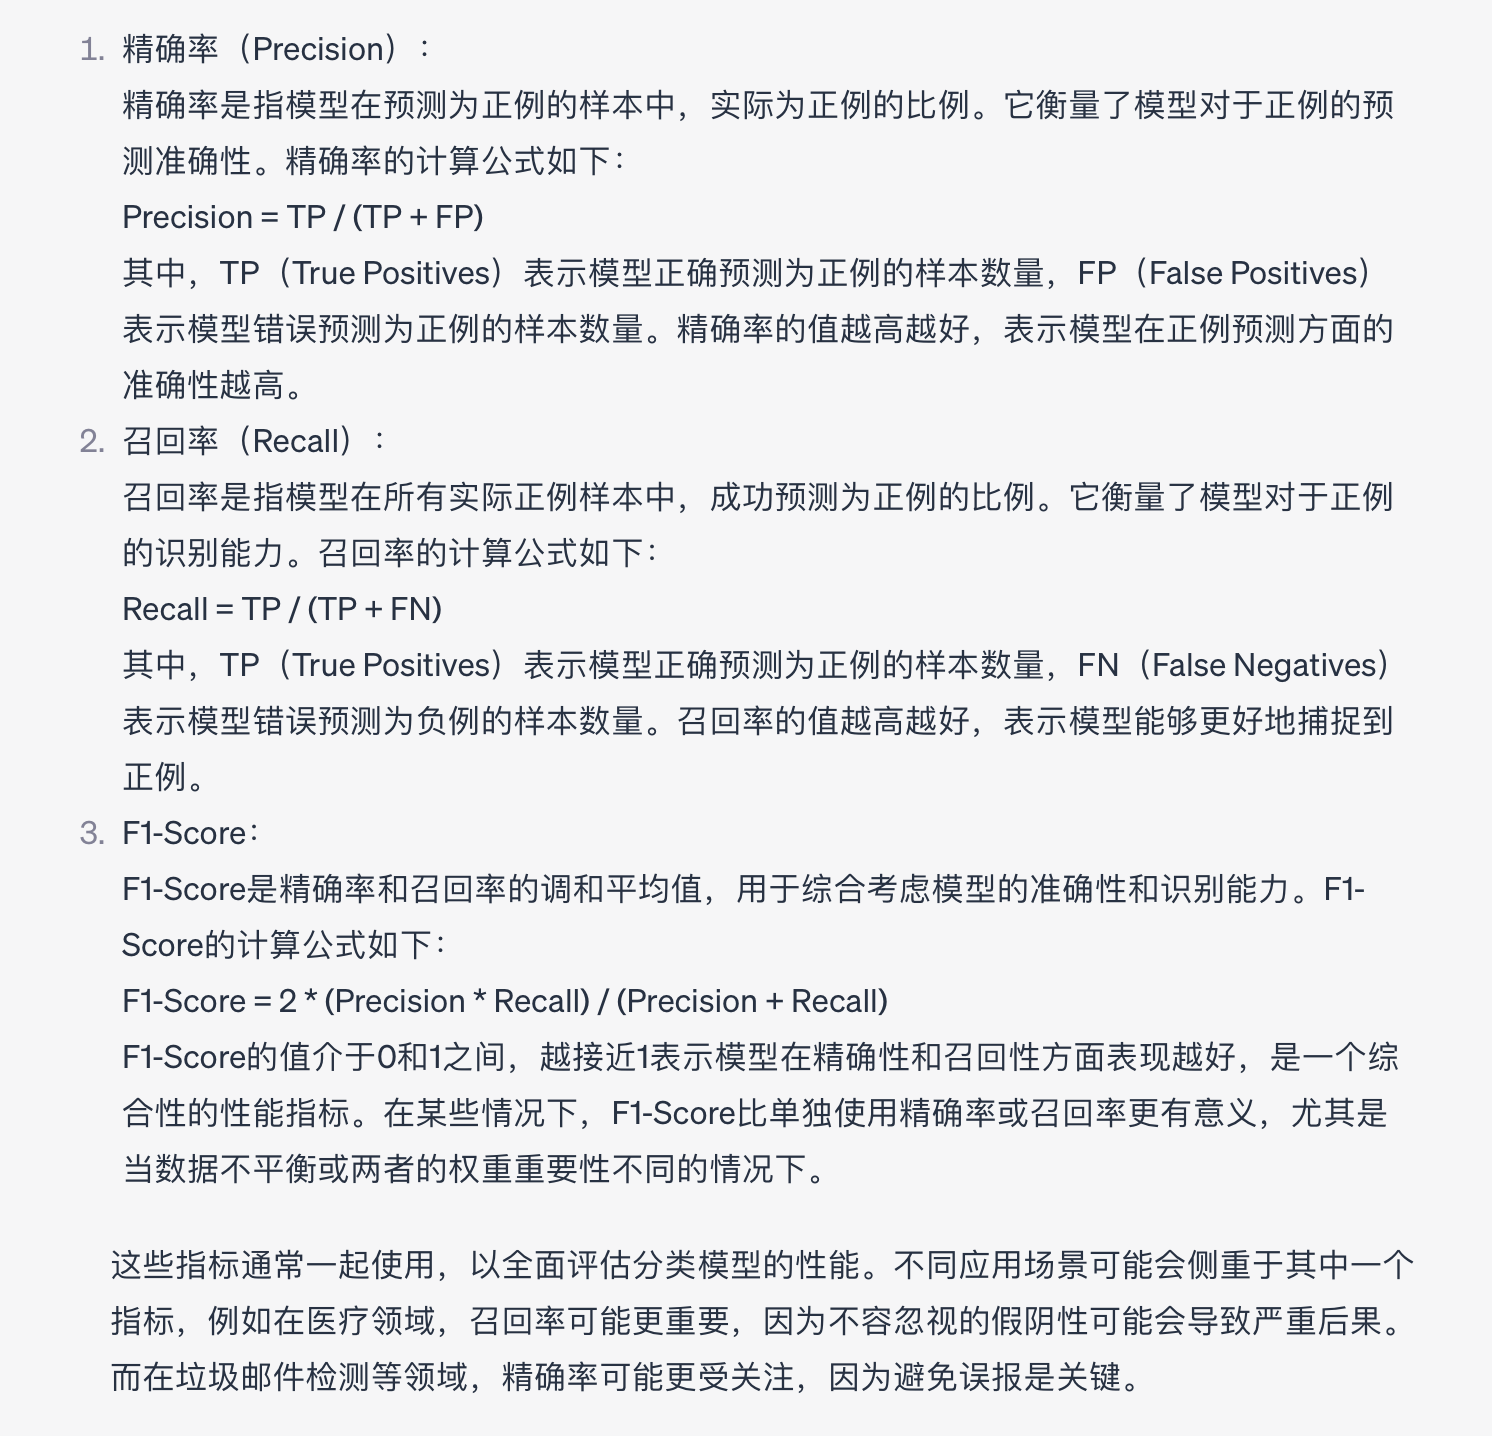 1. 精确率（Precision）：
精确率是指模型在预测为正例的样本中，实际为正例的比例。它衡量了模型对于正例的预
测准确性。精确率的计算公式如下：
Precision = TP / (TP + FP)
其中，TP（True Positives）表示模型正确预测为正例的样本数量，FP（False Positives）
表示模型错误预测为正例的样本数量。精确率的值越高越好，表示模型在正例预测方面的
准确性越高。
2. 召回率（Recall）：
召回率是指模型在所有实际正例样本中，成功预测为正例的比例。它衡量了模型对于正例
的识别能力。召回率的计算公式如下：
Recall = TP / (TP + FN)
其中，TP（True Positives）表示模型正确预测为正例的样本数量，FN（False Negatives）
表示模型错误预测为负例的样本数量。召回率的值越高越好，表示模型能够更好地捕捉到
正例。
3. F1-Score：
F1-Score是精确率和召回率的调和平均值，用于综合考虑模型的准确性和识别能力。F1-
Score的计算公式如下：
F1-Score = 2 * (Precision * Recall) / (Precision + Recall)
F1-Score的值介于0和1之间，越接近1表示模型在精确性和召回性方面表现越好，是一个综
合性的性能指标。在某些情况下，F1-Score比单独使用精确率或召回率更有意义，尤其是
当数据不平衡或两者的权重重要性不同的情况下。
这些指标通常一起使用，以全面评估分类模型的性能。不同应用场景可能会侧重于其中一个
指标，例如在医疗领域，召回率可能更重要，因为不容忽视的假阴性可能会导致严重后果。
而在垃圾邮件检测等领域，精确率可能更受关注，因为避免误报是关键。